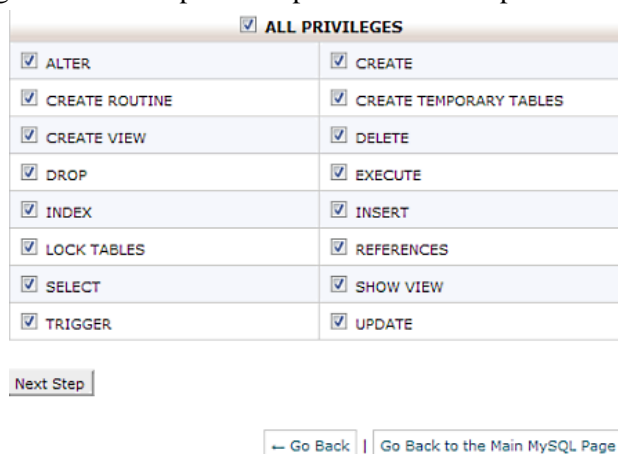 ALL PRIVILEGES
ALTER CREATE
CREATE ROUTINE CREATE TEMPORARY TABLES
CREATE VIEW DELETE
DROP EXECUTE
INDEX INSERT
LOCK TABLES REFERENCES
SELECT SHOW VIEW
TRIGGER UPDATE
Next Step
← Go Back | Go Back to the Main MySQL Page